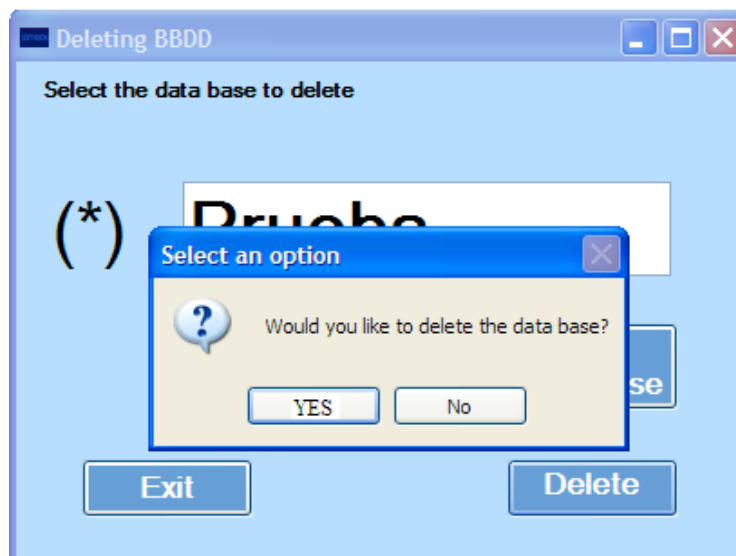 Deleting BBDD
Select the data base to delete
(*)
Select an option
Would you like to delete the data base?
YES No
Exit Delete